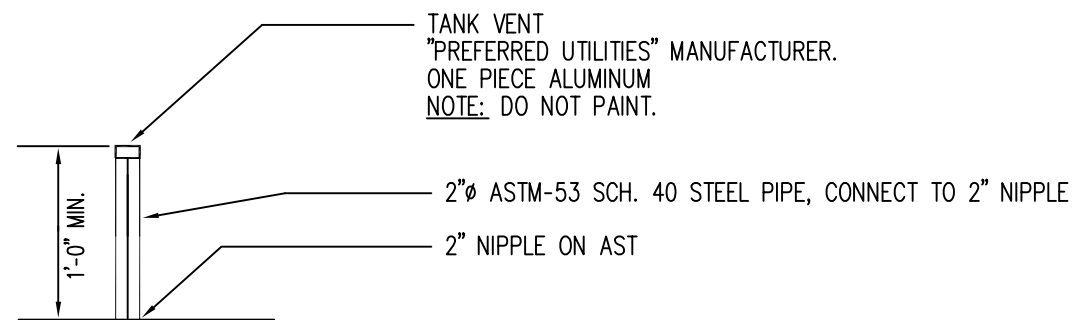 TANK VENT
"PREFERRED UTILITIES" MANUFACTURER.
ONE PIECE ALUMINUM
NOTE: DO NOT PAINT.
1'-0" MIN.
2"ø ASTM-53 SCH. 40 STEEL PIPE, CONNECT TO 2" NIPPLE
2" NIPPLE ON AST